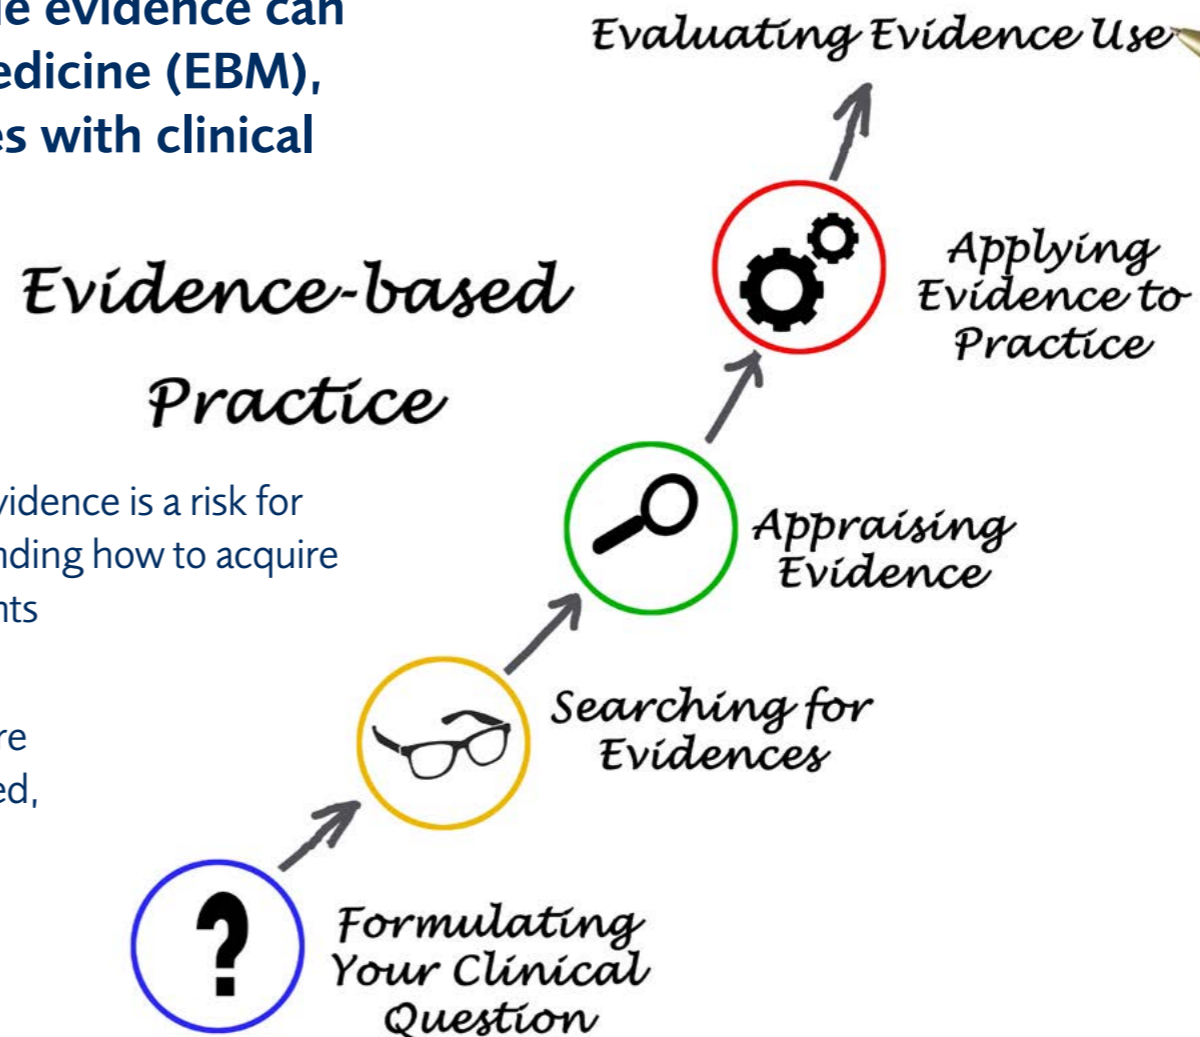 le evidence can
edicine (EBM),
es with clinical
Evidence-based
Practice
vidence is a risk for
nding how to acquire
nts
re
ed,
Evaluating Evidence Use
Applying
Evidence to
Practice
Appraising
Evidence
Searching for
Evidences
Formulating
Your Clinical
Question